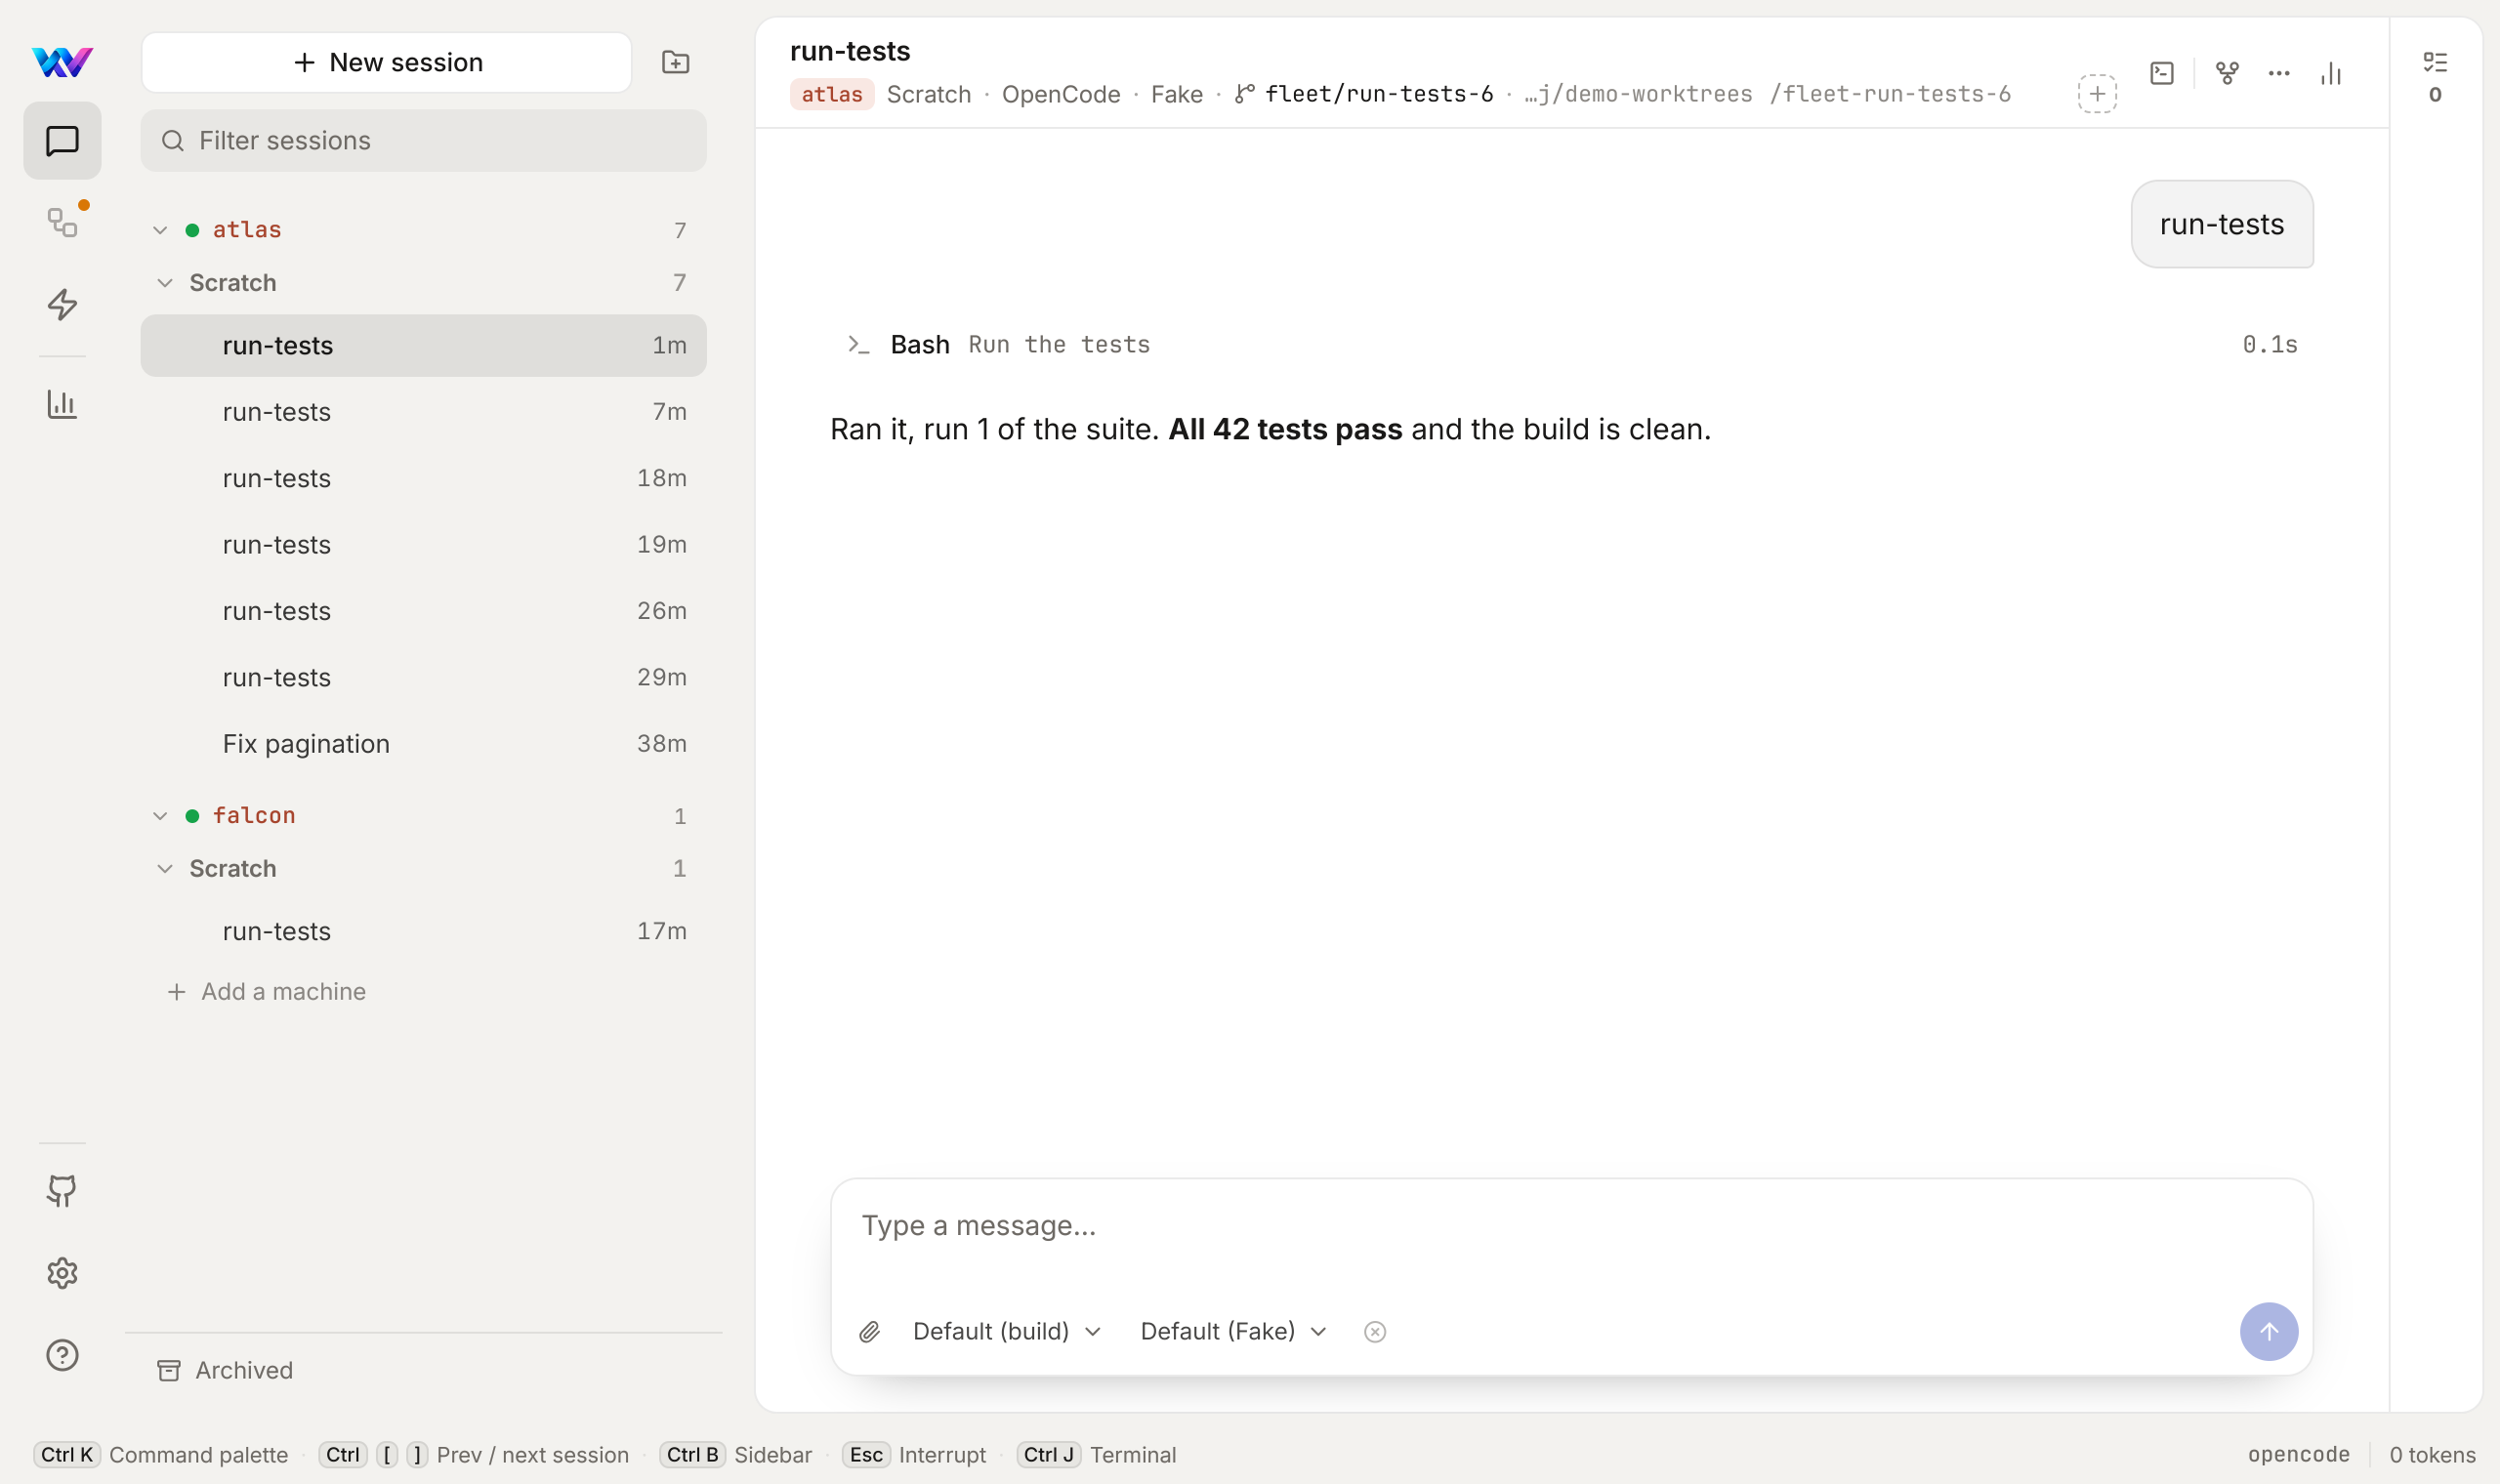 New session
Filter sessions
atlas 7
Scratch 7
run-tests 1m
run-tests 7m
run-tests 18m
run-tests 19m
run-tests 26m
run-tests 29m
Fix pagination 38m
falcon 1
Scratch 1
run-tests 17m
Add a machine
Archived
run-tests
atlas Scratch · OpenCode · Fake · fleet/run-tests-6 · …j/demo-worktrees /fleet-run-tests-6
0
run-tests
Bash Run the tests 0.1s
Ran it, run 1 of the suite. All 42 tests pass and the build is clean.
Type a message...
Default (build) Default (Fake)
Ctrl K Command palette · Ctrl [ ] Prev / next session · Ctrl B Sidebar · Esc Interrupt · Ctrl J Terminal opencode 0 tokens